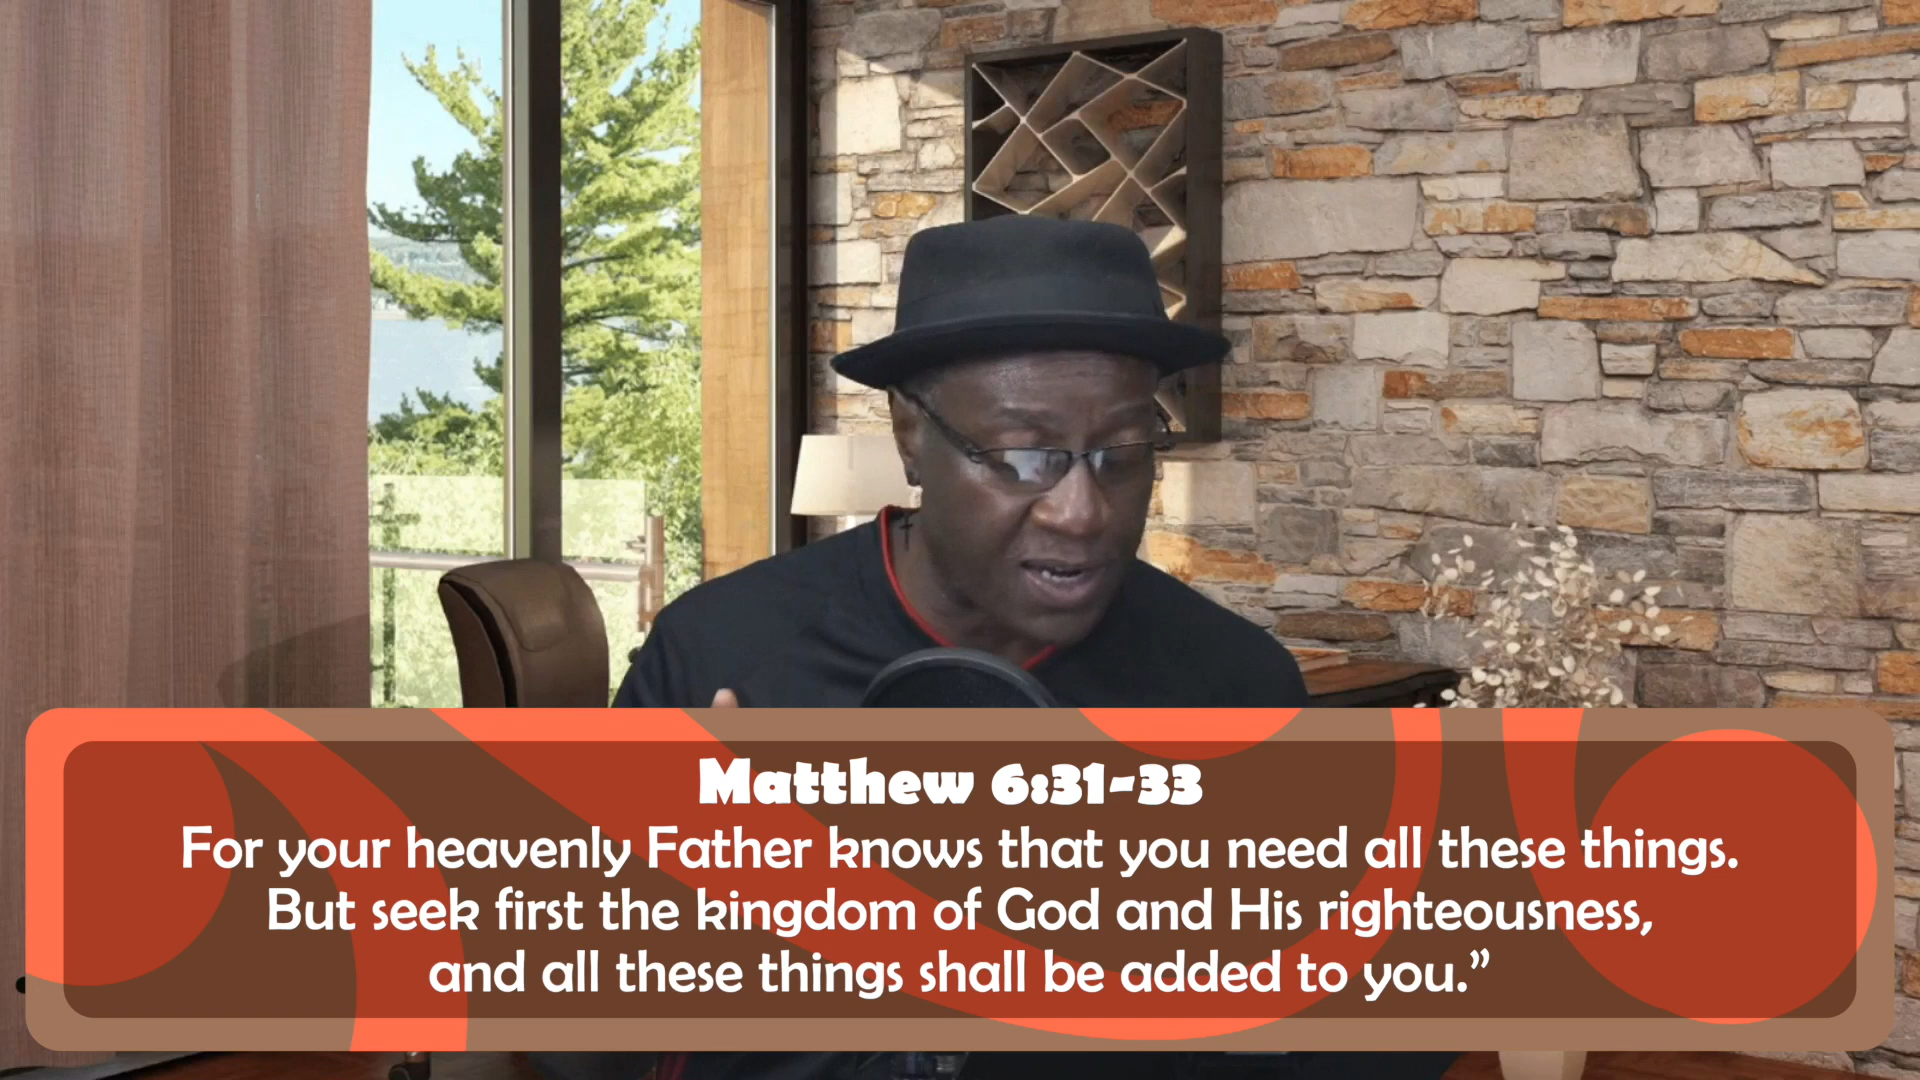 Matthew 6:31-33
For your heavenly Father knows that you need all these things.
But seek first the kingdom of God and His righteousness,
and all these things shall be added to you.”